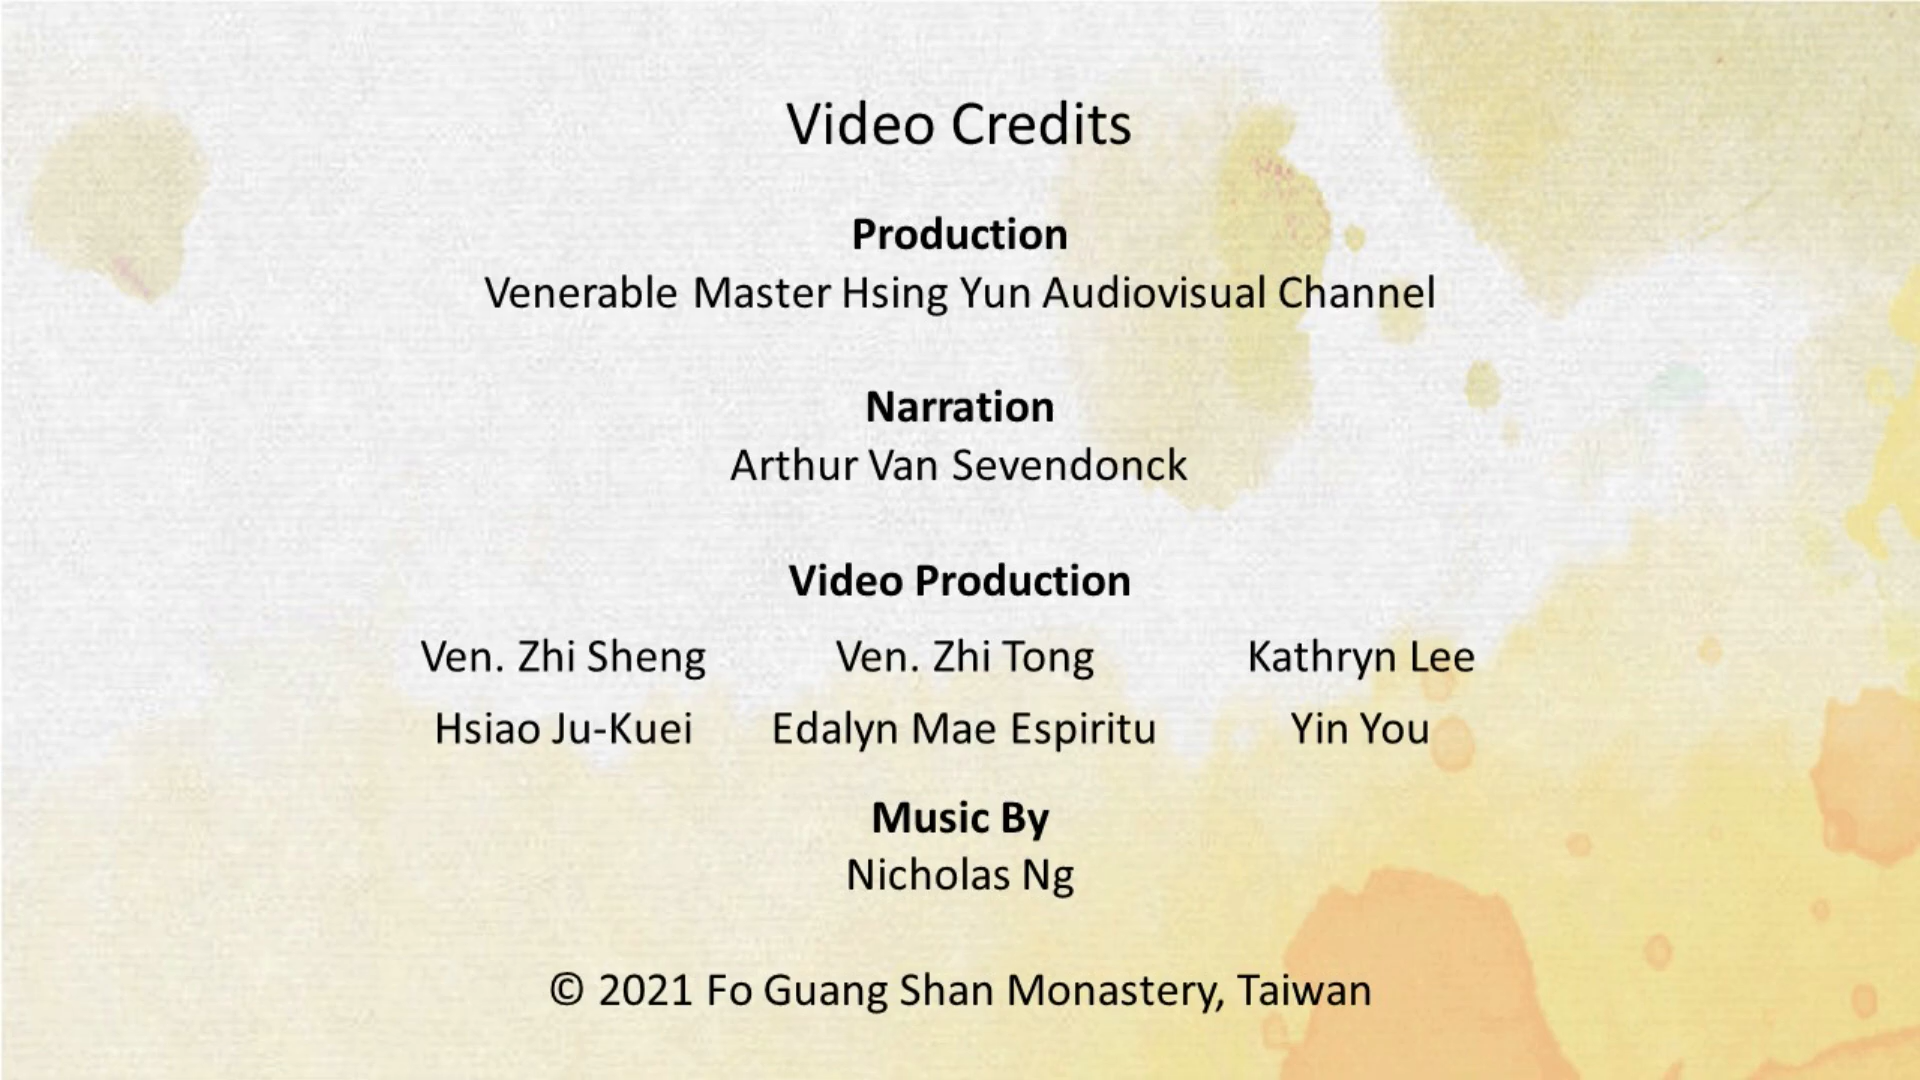 Video Credits
Production
Venerable Master Hsing Yun Audiovisual Channel
Narration
Arthur Van Sevendonck
Video Production
Ven. Zhi Sheng Ven. Zhi Tong Kathryn Lee
Hsiao Ju-Kuei Edalyn Mae Espiritu Yin You
Music By
Nicholas Ng
© 2021 Fo Guang Shan Monastery, Taiwan